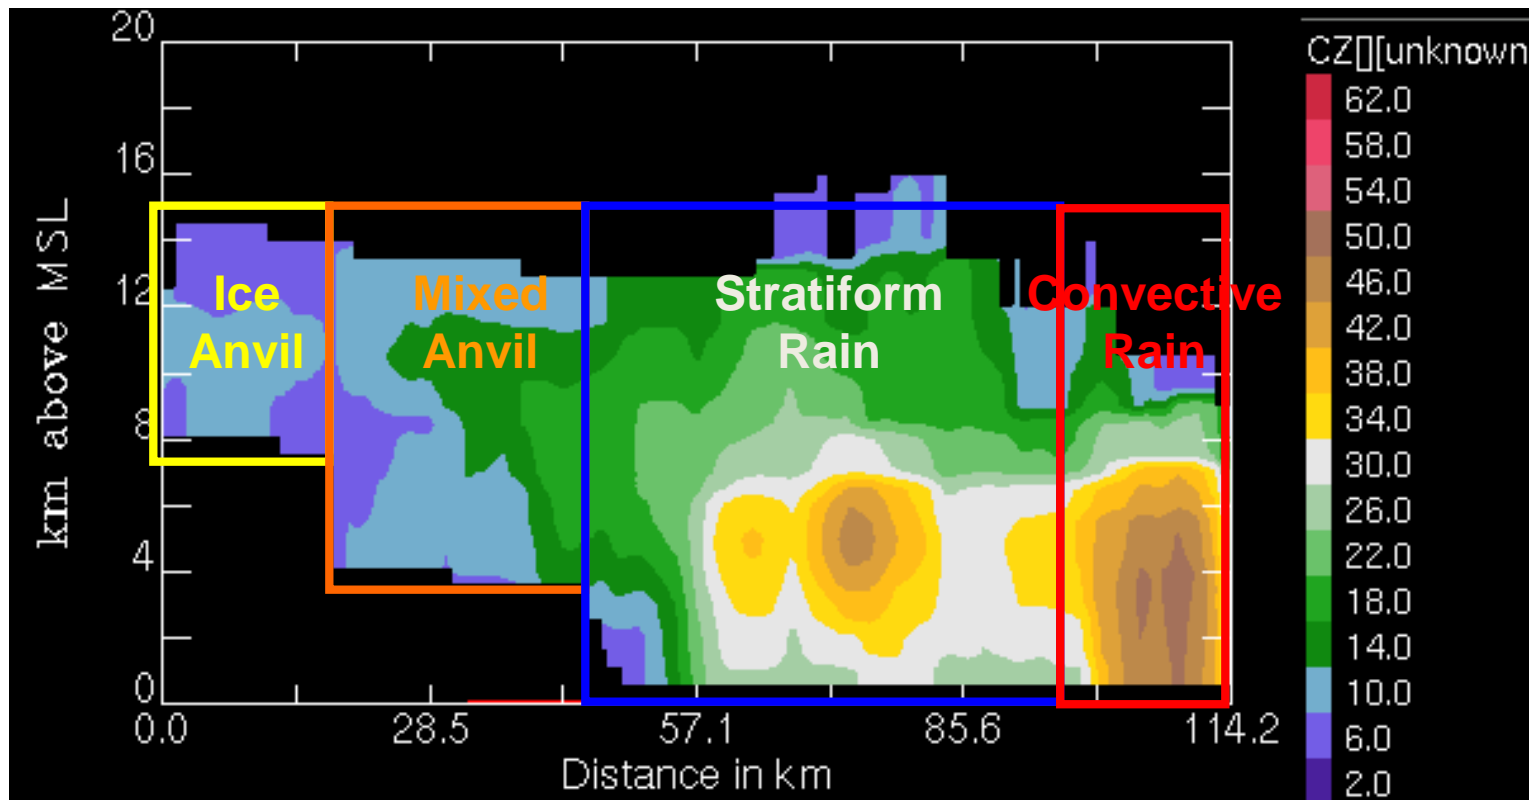 20
16
12
8
4
0
km above MSL
0.0
28.5
57.1
85.6
114.2
Distance in km
Ice
Anvil
Mixed
Anvil
Stratiform
Rain
Convective
Rain
CZ[][unknown
62.0
58.0
54.0
50.0
46.0
42.0
38.0
34.0
30.0
26.0
22.0
18.0
14.0
10.0
6.0
2.0